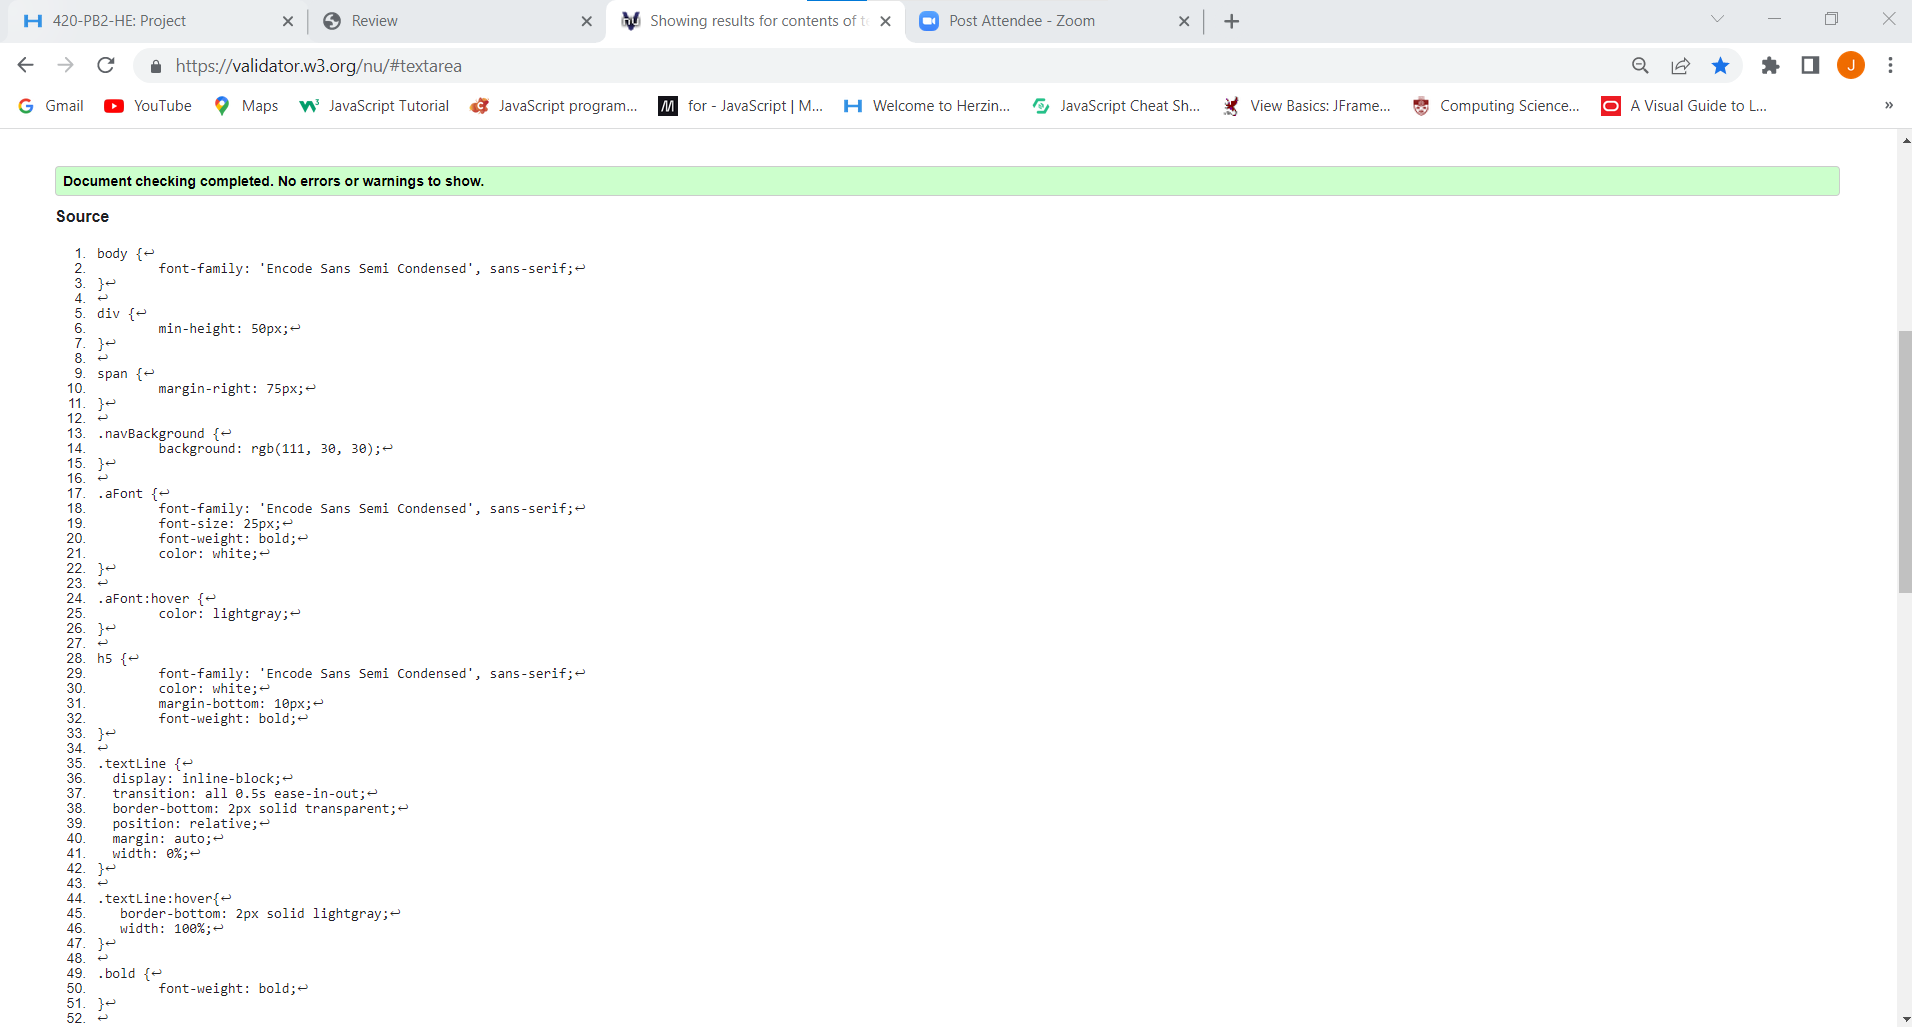 420-PB2-HE: Project
Review
Showing results for contents of t
Post Attendee - Zoom
https://validator.w3.org/nu/#textarea
J
Gmail
YouTube
Maps
JavaScript Tutorial
JavaScript program...
for - JavaScript | M...
Welcome to Herzin...
JavaScript Cheat Sh...
View Basics: JFrame...
Computing Science...
A Visual Guide to L...
»
Document checking completed. No errors or warnings to show.
Source
1. body {↩
2. font-family: 'Encode Sans Semi Condensed', sans-serif;↩
3. }↩
4. ↩
5. div {↩
6. min-height: 50px;↩
7. }↩
8. ↩
9. span {↩
10. margin-right: 75px;↩
11. }↩
12. ↩
13. .navBackground {↩
14. background: rgb(111, 30, 30);↩
15. }↩
16. ↩
17. .aFont {↩
18. font-family: 'Encode Sans Semi Condensed', sans-serif;↩
19. font-size: 25px;↩
20. font-weight: bold;↩
21. color: white;↩
22. }↩
23. ↩
24. .aFont:hover {↩
25. color: lightgray;↩
26. }↩
27. ↩
28. h5 {↩
29. font-family: 'Encode Sans Semi Condensed', sans-serif;↩
30. color: white;↩
31. margin-bottom: 10px;↩
32. font-weight: bold;↩
33. }↩
34. ↩
35. .textLine {↩
36. display: inline-block;↩
37. transition: all 0.5s ease-in-out;↩
38. border-bottom: 2px solid transparent;↩
39. position: relative;↩
40. margin: auto;↩
41. width: 0%;↩
42. }↩
43. ↩
44. .textLine:hover{↩
45. border-bottom: 2px solid lightgray;↩
46. width: 100%;↩
47. }↩
48. ↩
49. .bold {↩
50. font-weight: bold;↩
51. }↩
52. ↩